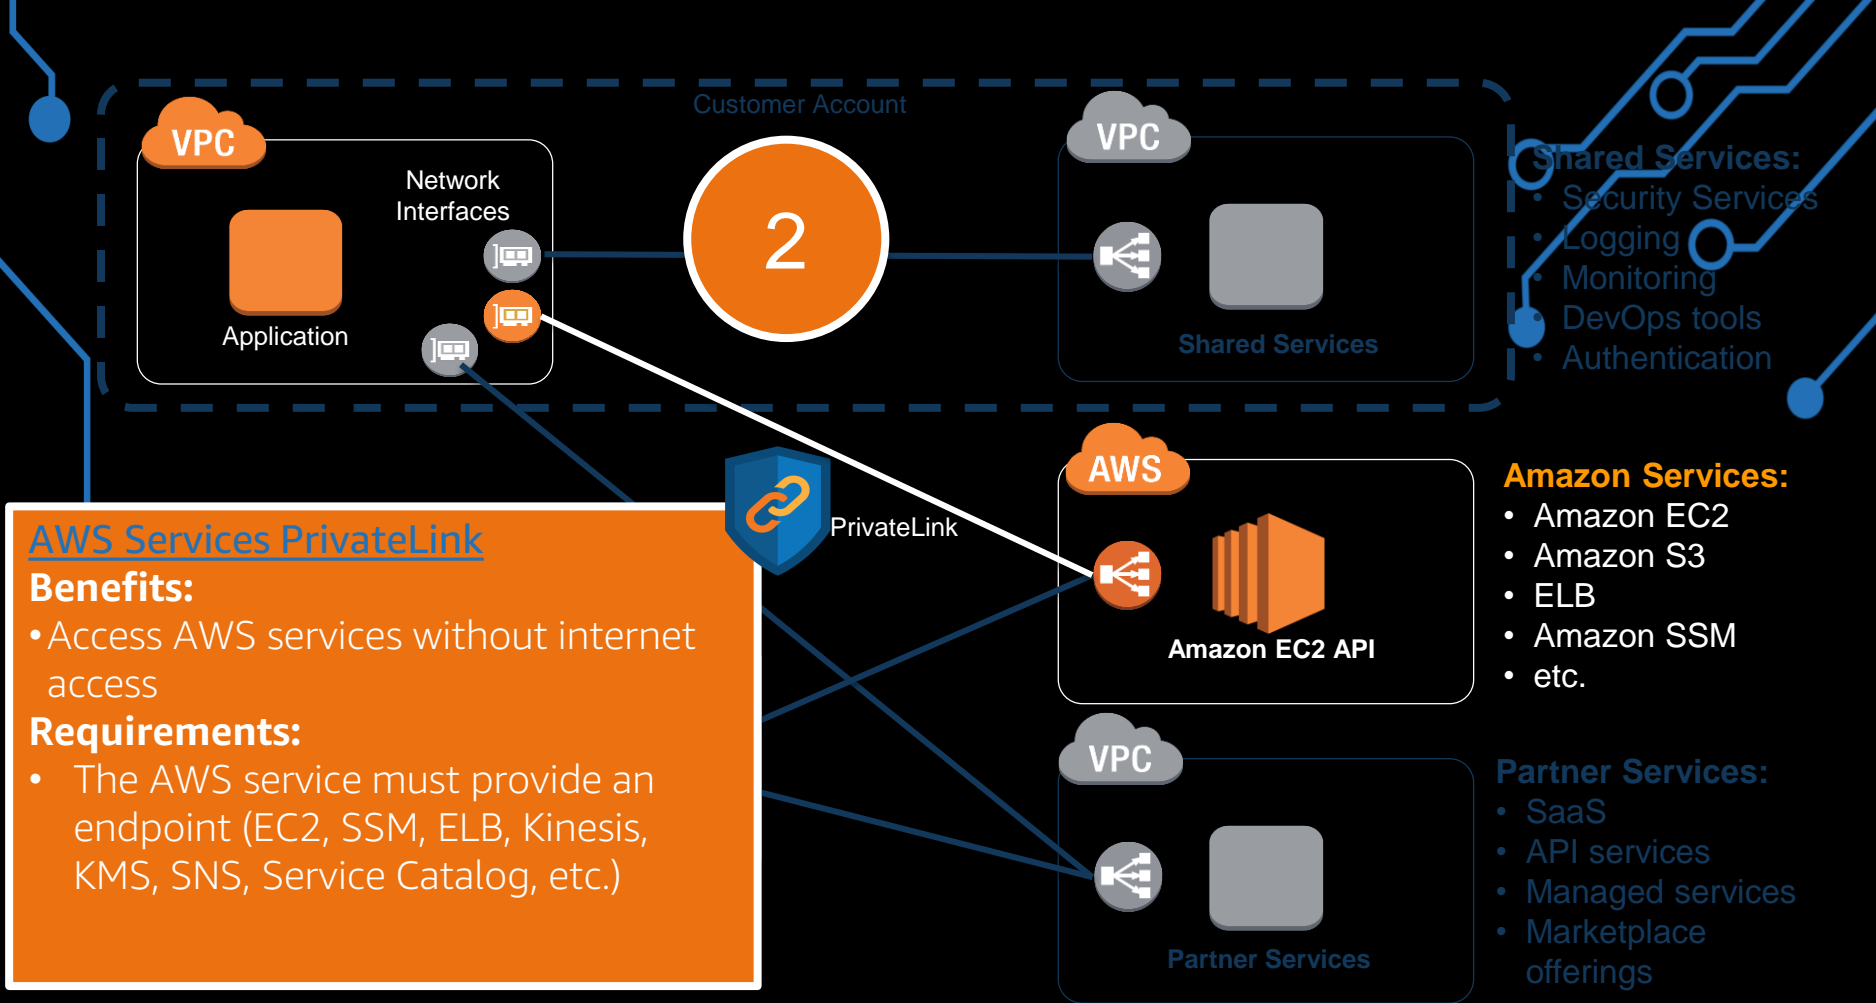 Customer Account
VPC
Network
Interfaces
Application
2
VPC
Shared Services
Shared Services:
• Security Services
• Logging
• Monitoring
• DevOps tools
• Authentication
PrivateLink
AWS
Amazon EC2 API
Amazon Services:
• Amazon EC2
• Amazon S3
• ELB
• Amazon SSM
• etc.
AWS Services PrivateLink
Benefits:
• Access AWS services without internet
access
Requirements:
• The AWS service must provide an
endpoint (EC2, SSM, ELB, Kinesis,
KMS, SNS, Service Catalog, etc.)
VPC
Partner Services
Partner Services:
• SaaS
• API services
• Managed services
• Marketplace
offerings